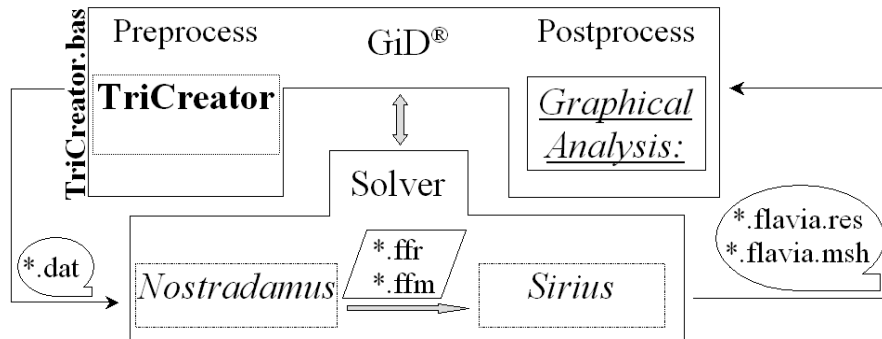 Preprocess
GiD®
Postprocess
TriCreator.bas
TriCreator
Graphical
Analysis:
Solver
*.flavia.res
*.flavia.msh
*.dat
*.ffr
*.ffm
Nostradamus
Sirius